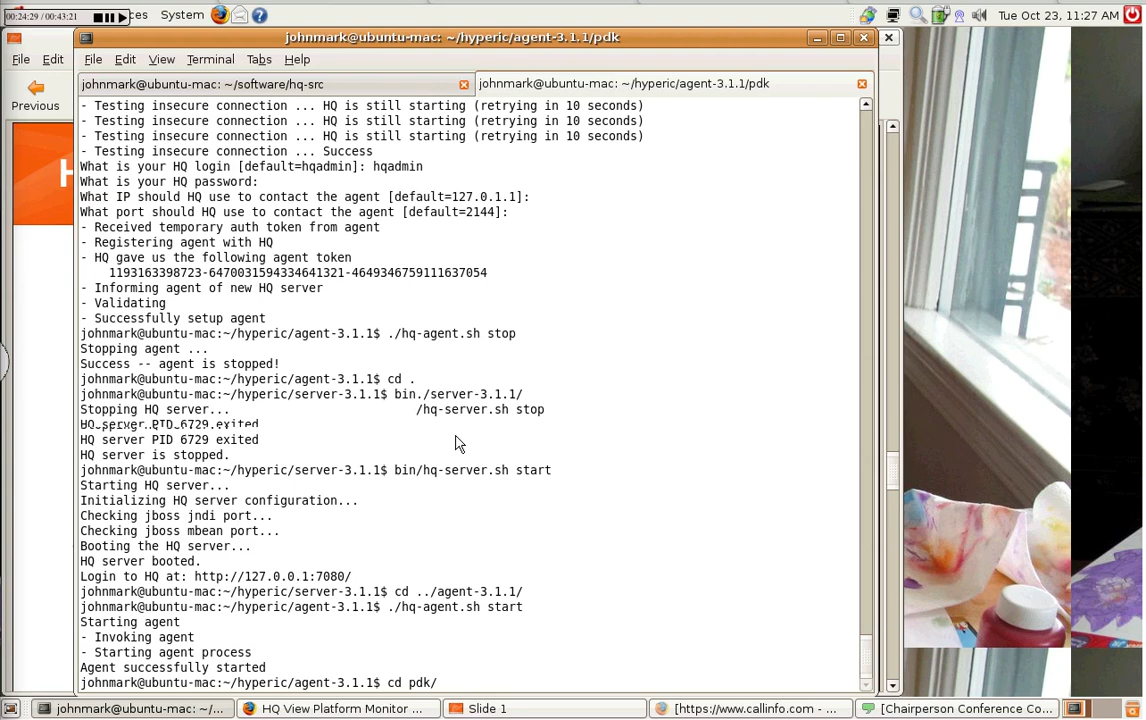 00:24:29 / 00:43:21
ces System
Tue Oct 23, 11:27 AM
johnmark@ubuntu-mac: ~/hyperic/agent-3.1.1/pdk
File Edit
File Edit View Terminal Tabs Help
johnmark@ubuntu-mac: ~/software/hq-src
johnmark@ubuntu-mac: ~/hyperic/agent-3.1.1/pdk
Previous
H
- Testing insecure connection ... HQ is still starting (retrying in 10 seconds)
- Testing insecure connection ... HQ is still starting (retrying in 10 seconds)
- Testing insecure connection ... HQ is still starting (retrying in 10 seconds)
- Testing insecure connection ... Success
What is your HQ login [default=hqadmin]: hqadmin
What is your HQ password:
What IP should HQ use to contact the agent [default=127.0.1.1]:
What port should HQ use to contact the agent [default=2144]:
- Received temporary auth token from agent
- Registering agent with HQ
- HQ gave us the following agent token
1193163398723-6470031594334641321-4649346759111637054
- Informing agent of new HQ server
- Validating
- Successfully setup agent
johnmark@ubuntu-mac:~/hyperic/agent-3.1.1$ ./hq-agent.sh stop
Stopping agent ...
Success -- agent is stopped!
johnmark@ubuntu-mac:~/hyperic/agent-3.1.1$ cd .
johnmark@ubuntu-mac:~/hyperic/server-3.1.1$ bin./server-3.1.1/
Stopping HQ server... /hq-server.sh stop
HQ server PID 6729 exited
HQ server PID 6729 exited
HQ server is stopped.
johnmark@ubuntu-mac:~/hyperic/server-3.1.1$ bin/hq-server.sh start
Starting HQ server...
Initializing HQ server configuration...
Checking jboss jndi port...
Checking jboss mbean port...
Booting the HQ server...
HQ server booted.
Login to HQ at: http://127.0.0.1:7080/
johnmark@ubuntu-mac:~/hyperic/server-3.1.1$ cd ../agent-3.1.1/
johnmark@ubuntu-mac:~/hyperic/agent-3.1.1$ ./hq-agent.sh start
Starting agent
- Invoking agent
- Starting agent process
Agent successfully started
johnmark@ubuntu-mac:~/hyperic/agent-3.1.1$ cd pdk/
johnmark@ubuntu-mac: ~/... HQ View Platform Monitor ... Slide 1 [https://www.callinfo.com - ... [Chairperson Conference Co...